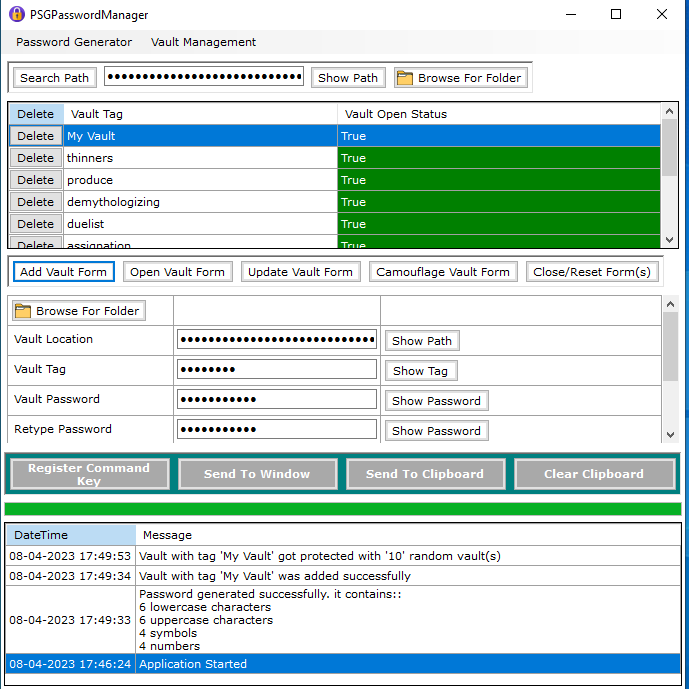 PSGPasswordManager
Password Generator Vault Management
Search Path ●●●●●●●●●●●●●●●●●●●●●●●●●●●● Show Path Browse For Folder
Delete Vault Tag Vault Open Status
Delete My Vault True
Delete thinners True
Delete produce True
Delete demythologizing True
Delete duelist True
Delete assignation True
Add Vault Form Open Vault Form Update Vault Form Camouflage Vault Form Close/Reset Form(s)
Browse For Folder
Vault Location ●●●●●●●●●●●●●●●●●●●●●●●●●●●● Show Path
Vault Tag ●●●●●●●● Show Tag
Vault Password ●●●●●●●●●●● Show Password
Retype Password ●●●●●●●●●●● Show Password
Register Command
Key
Send To Window Send To Clipboard Clear Clipboard
DateTime Message
08-04-2023 17:49:53 Vault with tag 'My Vault' got protected with '10' random vault(s)
08-04-2023 17:49:34 Vault with tag 'My Vault' was added successfully
08-04-2023 17:49:33 Password generated successfully. it contains::
6 lowercase characters
6 uppercase characters
4 symbols
4 numbers
08-04-2023 17:46:24 Application Started